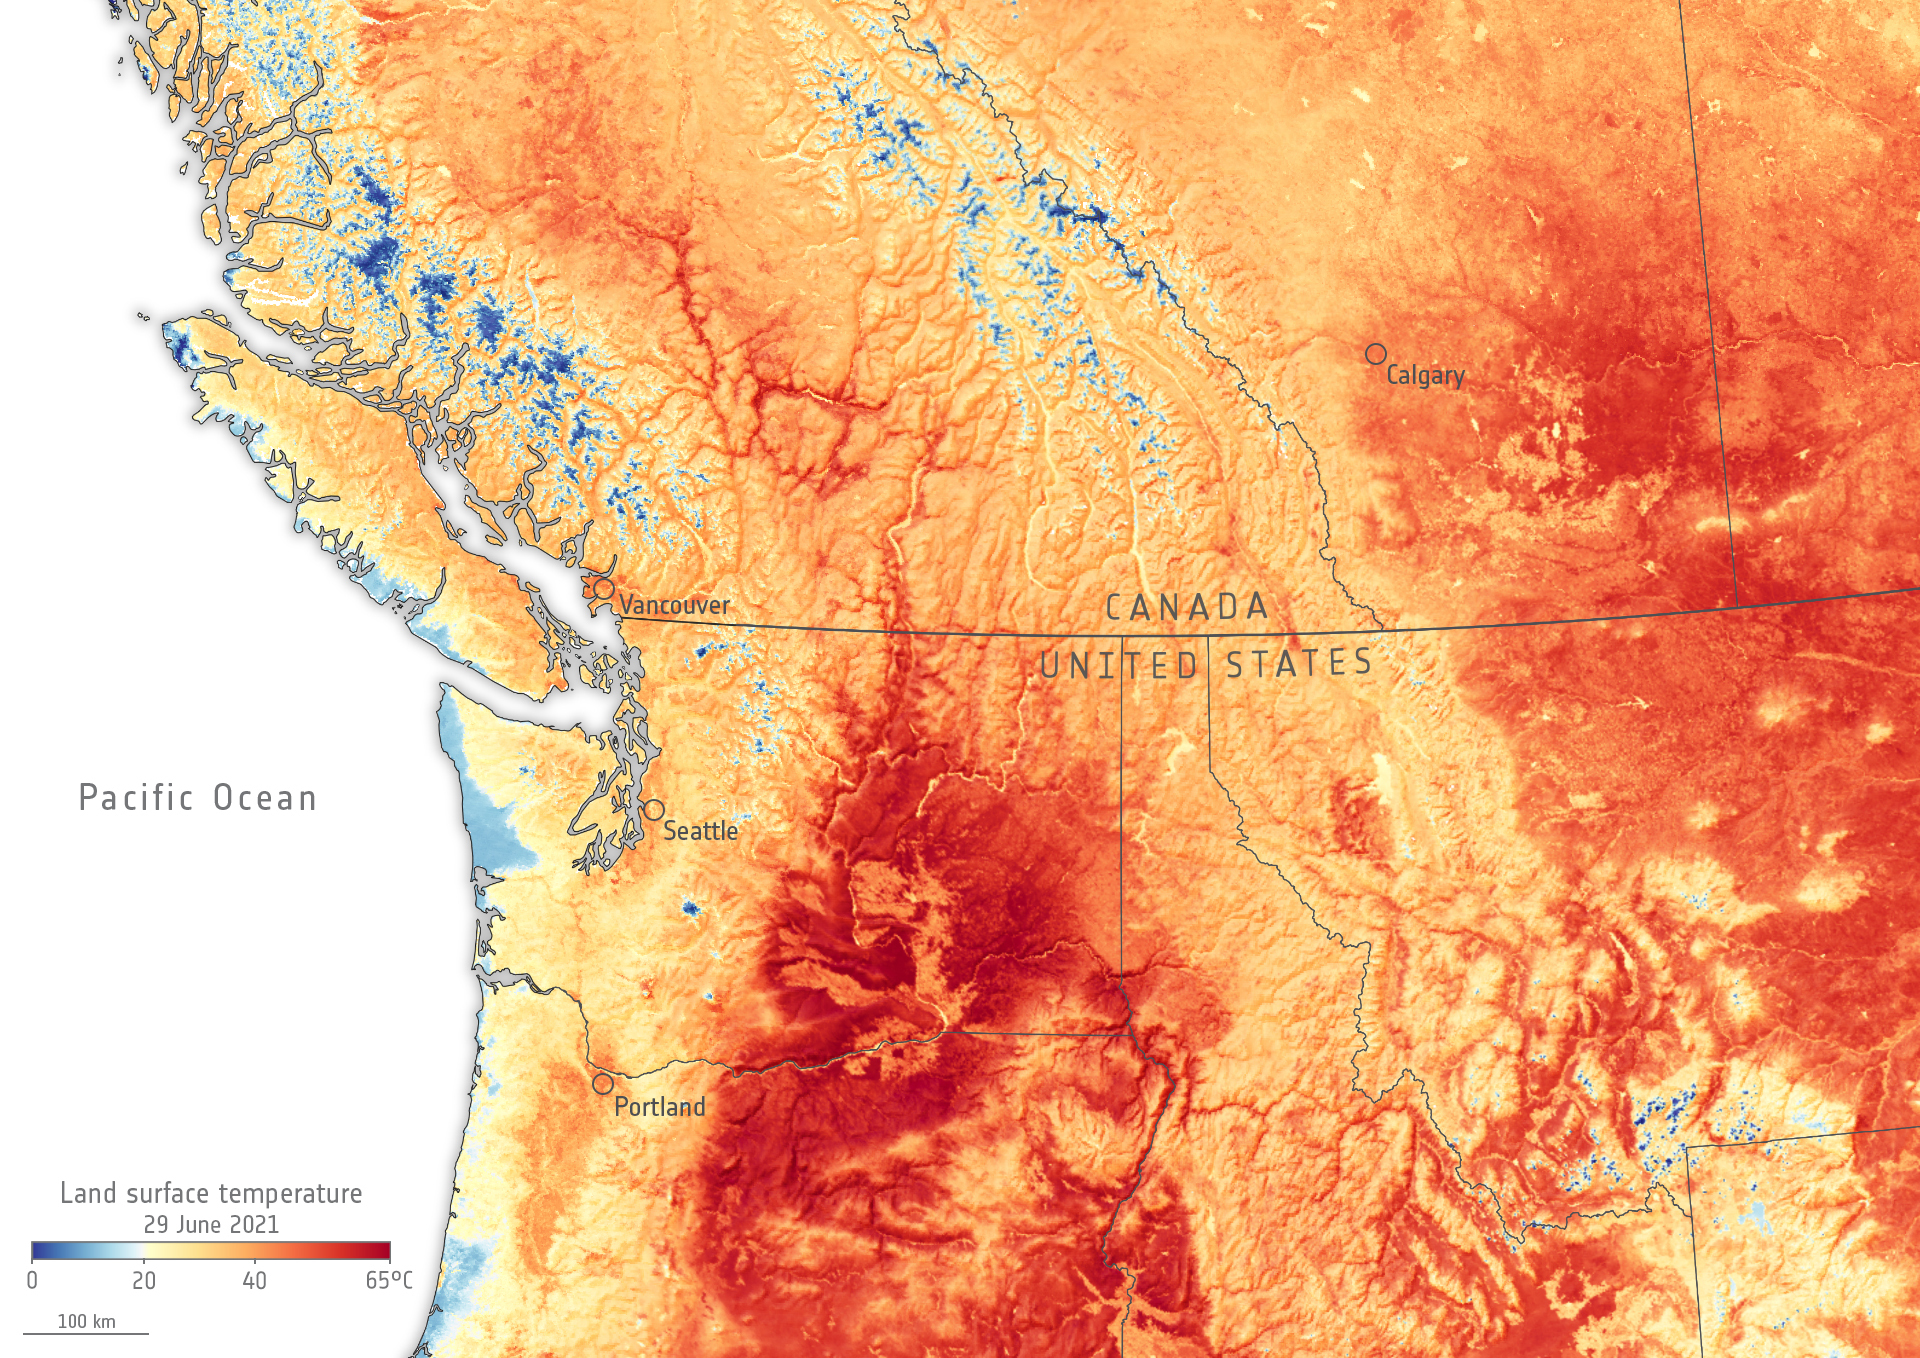 Calgary
Vancouver
CANADA
UNITED STATES
Pacific Ocean
Seattle
Portland
Land surface temperature
29 June 2021
0 20 40 65°C
100 km